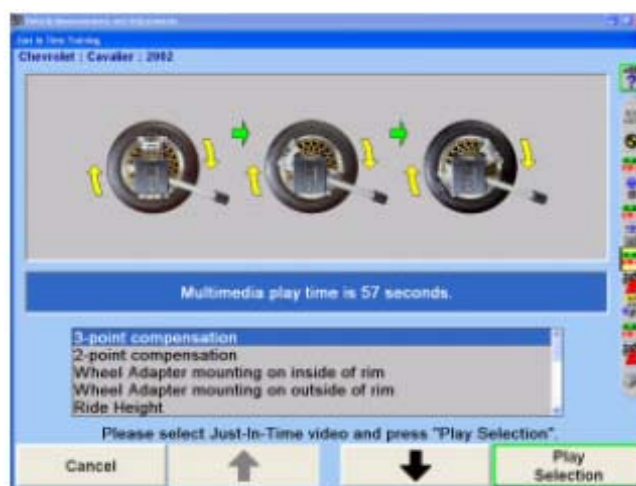 Just In Time Training
Chevrolet : Cavalier : 2002
Multimedia play time is 57 seconds.
3-point compensation
2-point compensation
Wheel Adapter mounting on inside of rim
Wheel Adapter mounting on outside of rim
Ride Height
Please select Just-In-Time video and press "Play Selection".
Cancel
Play
Selection